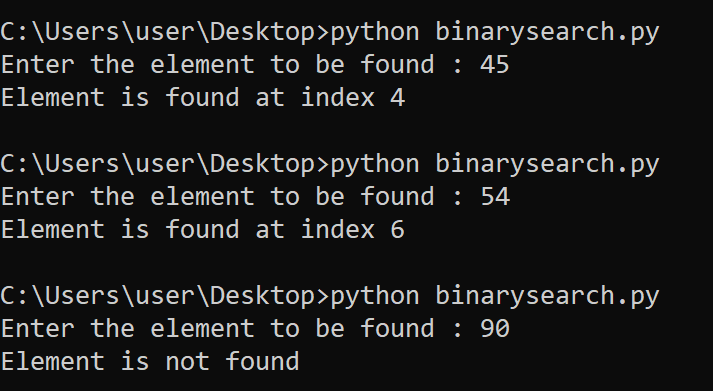 C:\Users\user\Desktop>python binarysearch.py
Enter the element to be found : 45
Element is found at index 4
C:\Users\user\Desktop>python binarysearch.py
Enter the element to be found : 54
Element is found at index 6
C:\Users\user\Desktop>python binarysearch.py
Enter the element to be found : 90
Element is not found